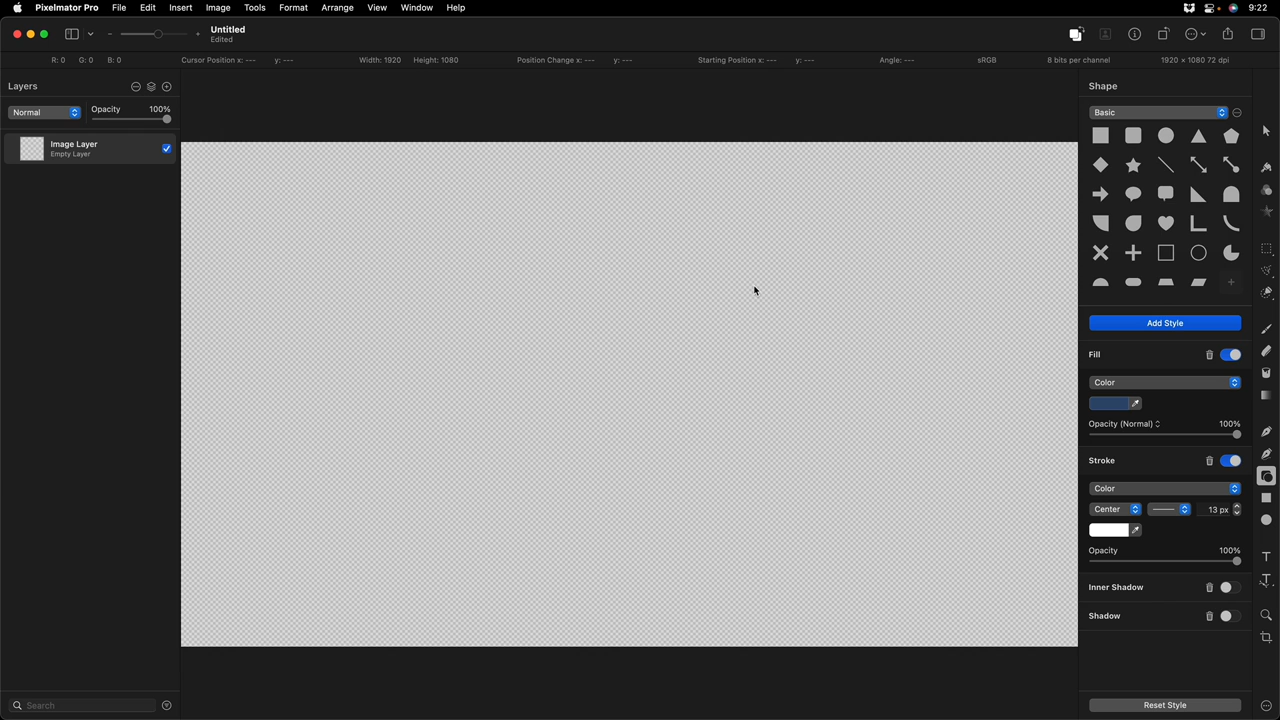 Pixelmator Pro File Edit Insert Image Tools Format Arrange View Window Help 9:22
Untitled
Edited
R: 0 G: 0 B: 0 Cursor Position x: --- y: --- Width: 1920 Height: 1080 Position Change x: --- y: --- Starting Position x: --- y: --- Angle: --- sRGB 8 bits per channel 1920 × 1080 72 dpi
Layers
Normal
Opacity 100%
Image Layer
Empty Layer
Search
Shape
Basic
Add Style
Fill
Color
Opacity (Normal) 100%
Stroke
Color
Center 13 px
Opacity 100%
Inner Shadow
Shadow
Reset Style
T
T